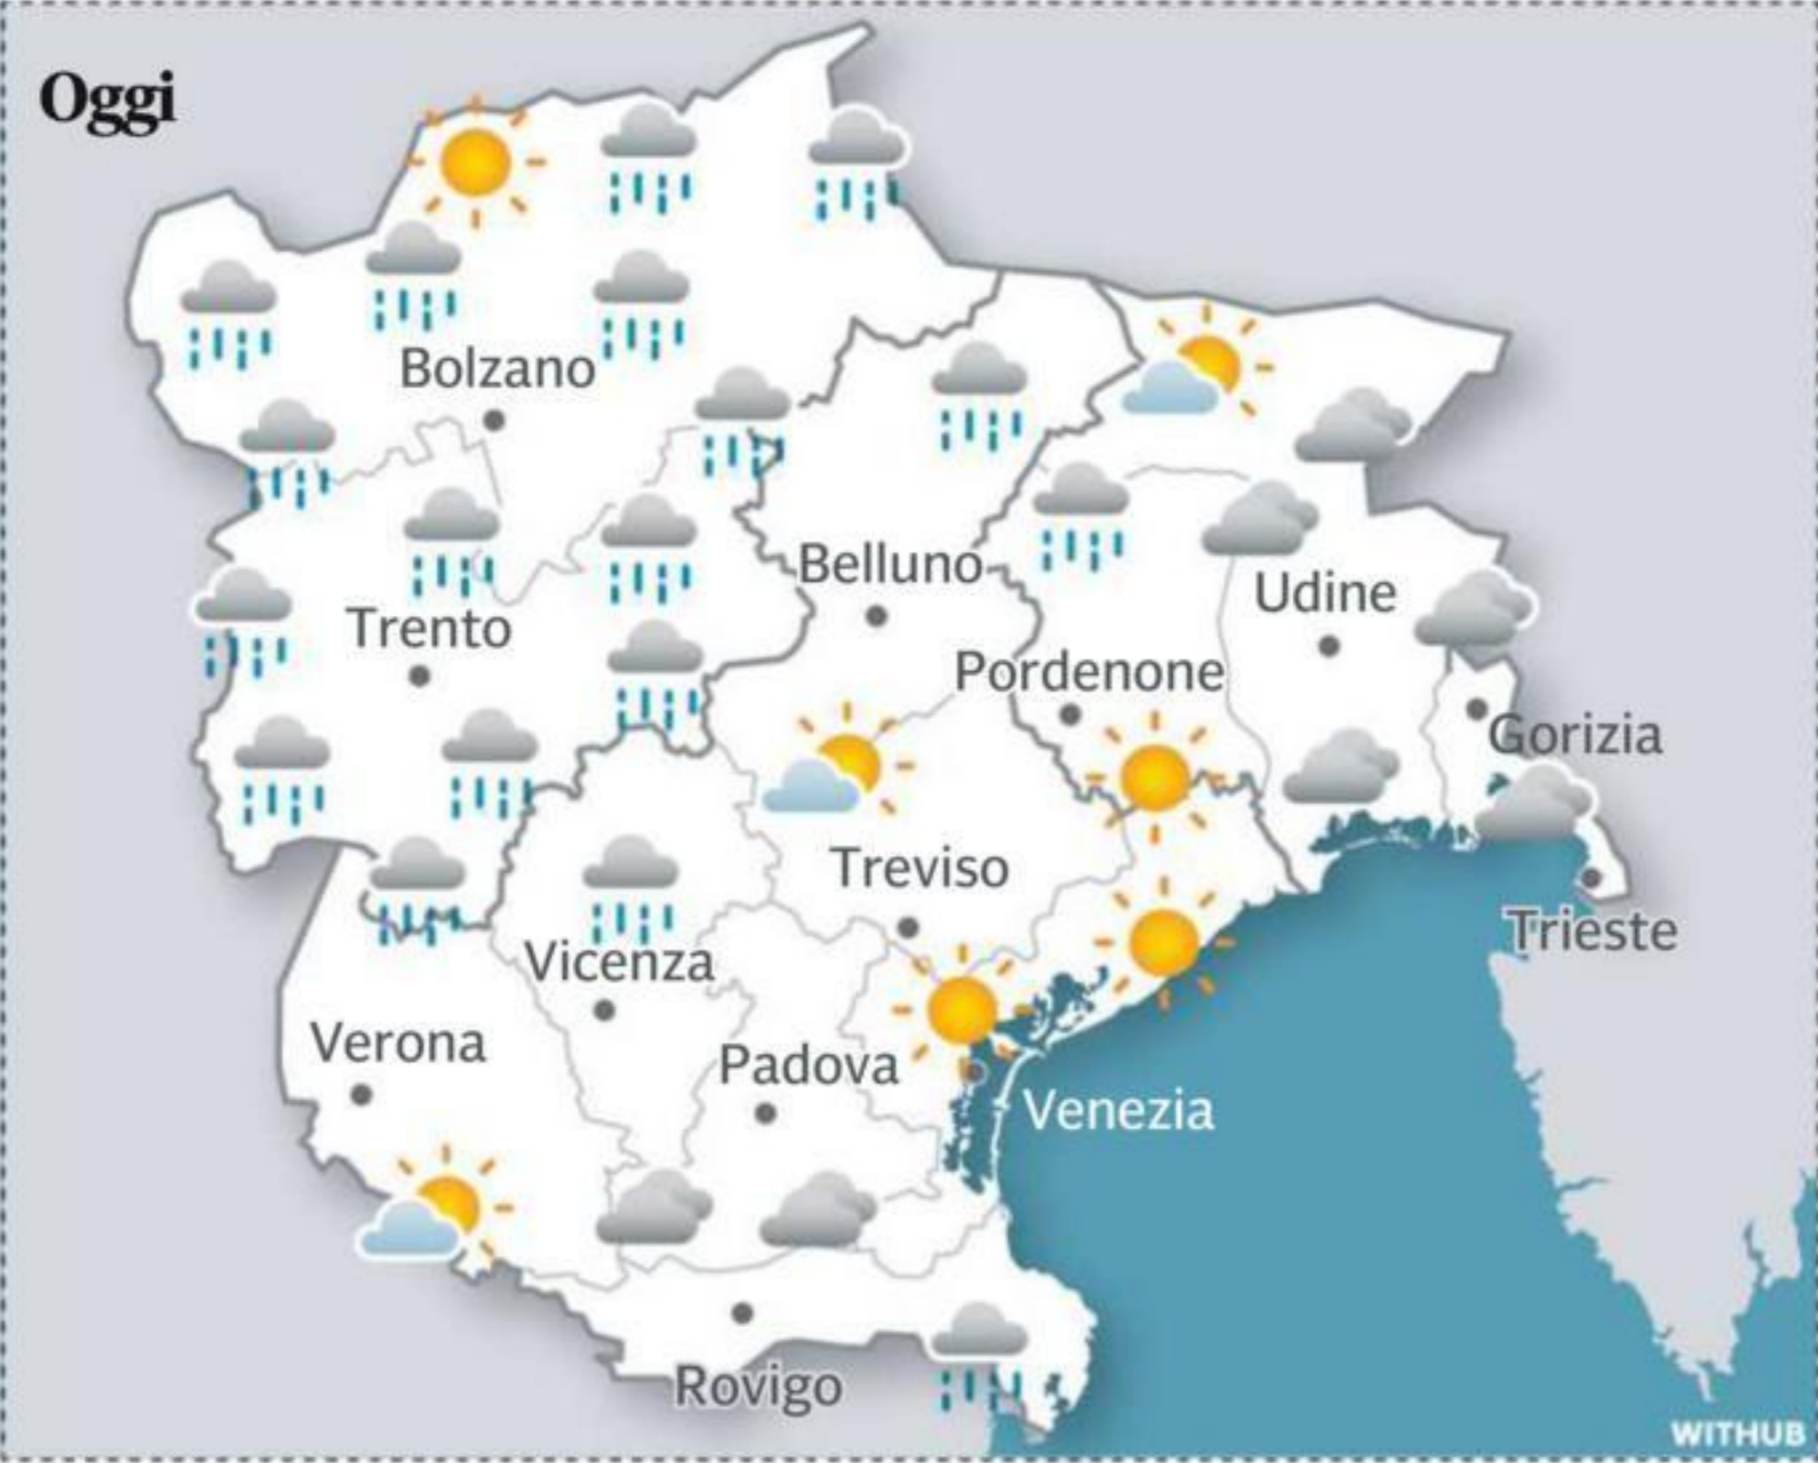 Oggi
Bolzano
Belluno
Udine
Trento
Pordenone
Gorizia
Treviso
Trieste
Vicenza
Verona
Padova
Venezia
Rovigo
WITHUB